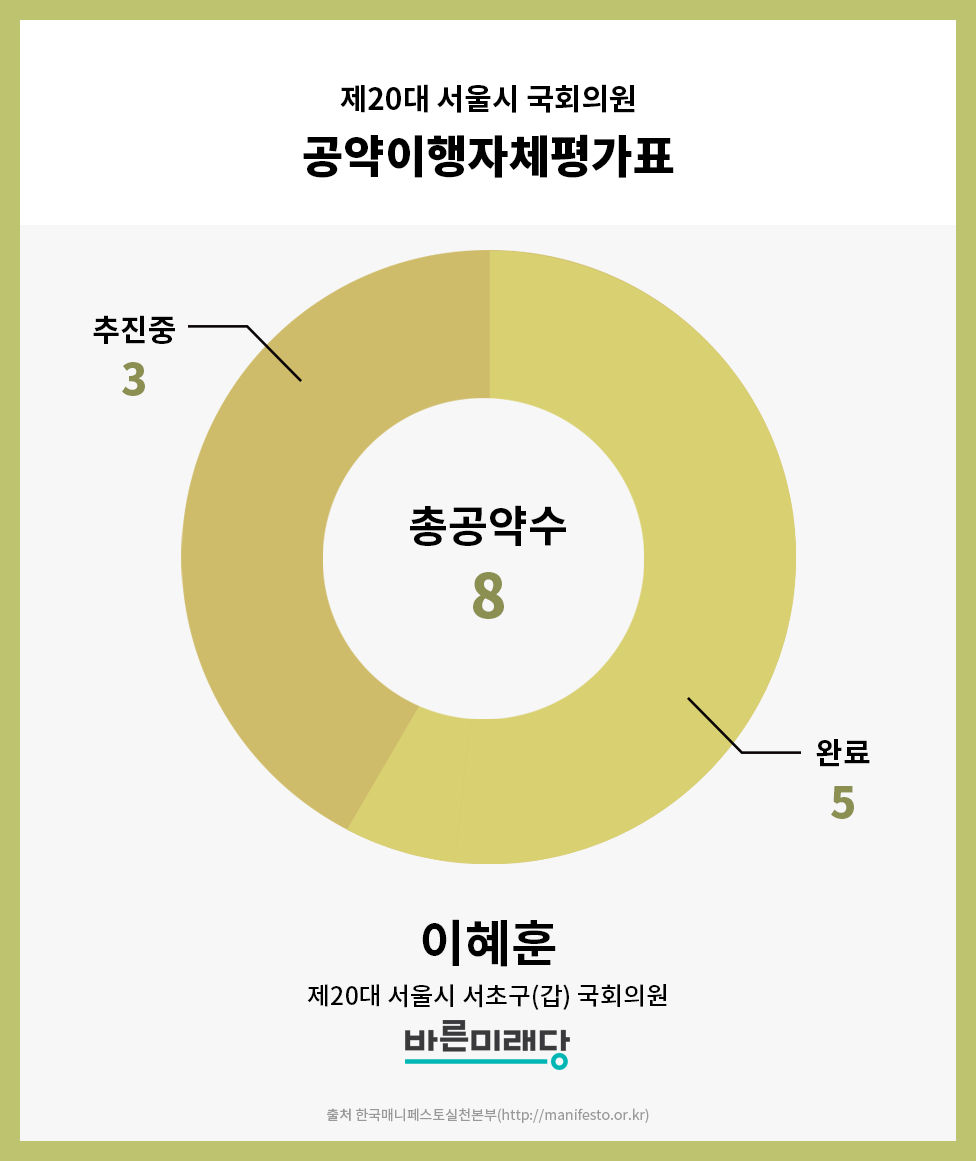 제20대 서울시 국회의원
공약이행자체평가표
추진중
3
총공약수
8
완료
5
이혜훈
제20대 서울시 서초구(갑) 국회의원
바른미래당
출처 한국매니페스토실천본부(http://manifesto.or.kr)